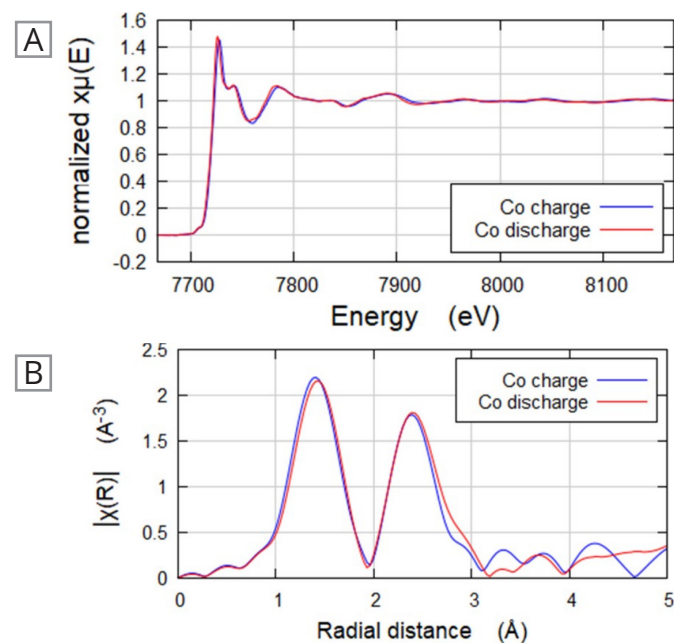 A
normalized xμ(E)
1.6
1.4
1.2
1
0.8
0.6
0.4
0.2
0
-0.2
Co charge
Co discharge
7700 7800 7900 8000 8100
Energy (eV)
B
|χ(R)| (A⁻³)
2.5
2
1.5
1
0.5
0
Co charge
Co discharge
0 1 2 3 4 5
Radial distance (Å)